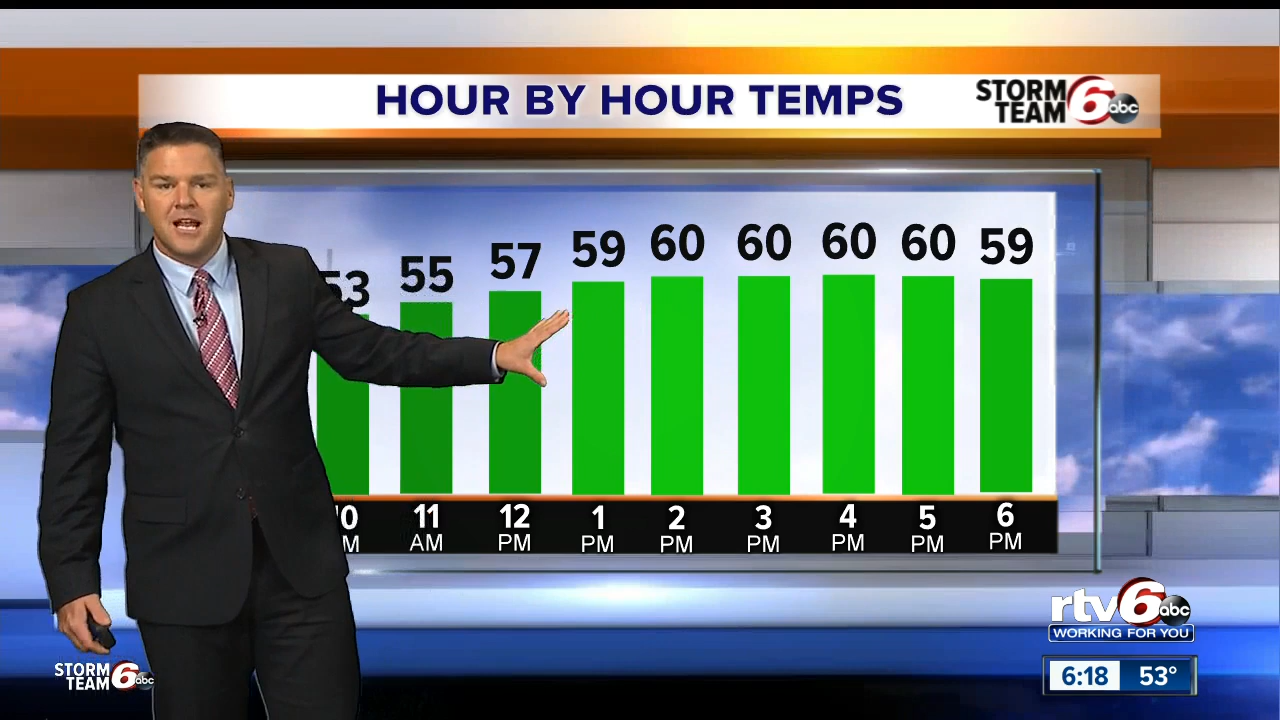 HOUR BY HOUR TEMPS
STORM
TEAM 6 abc
53 55 57 59 60 60 60 60 59
11 12 1 2 3 4 5 6
AM PM PM PM PM PM PM PM
rtv6 abc
WORKING FOR YOU
6:18 53°
STORM
TEAM 6 abc